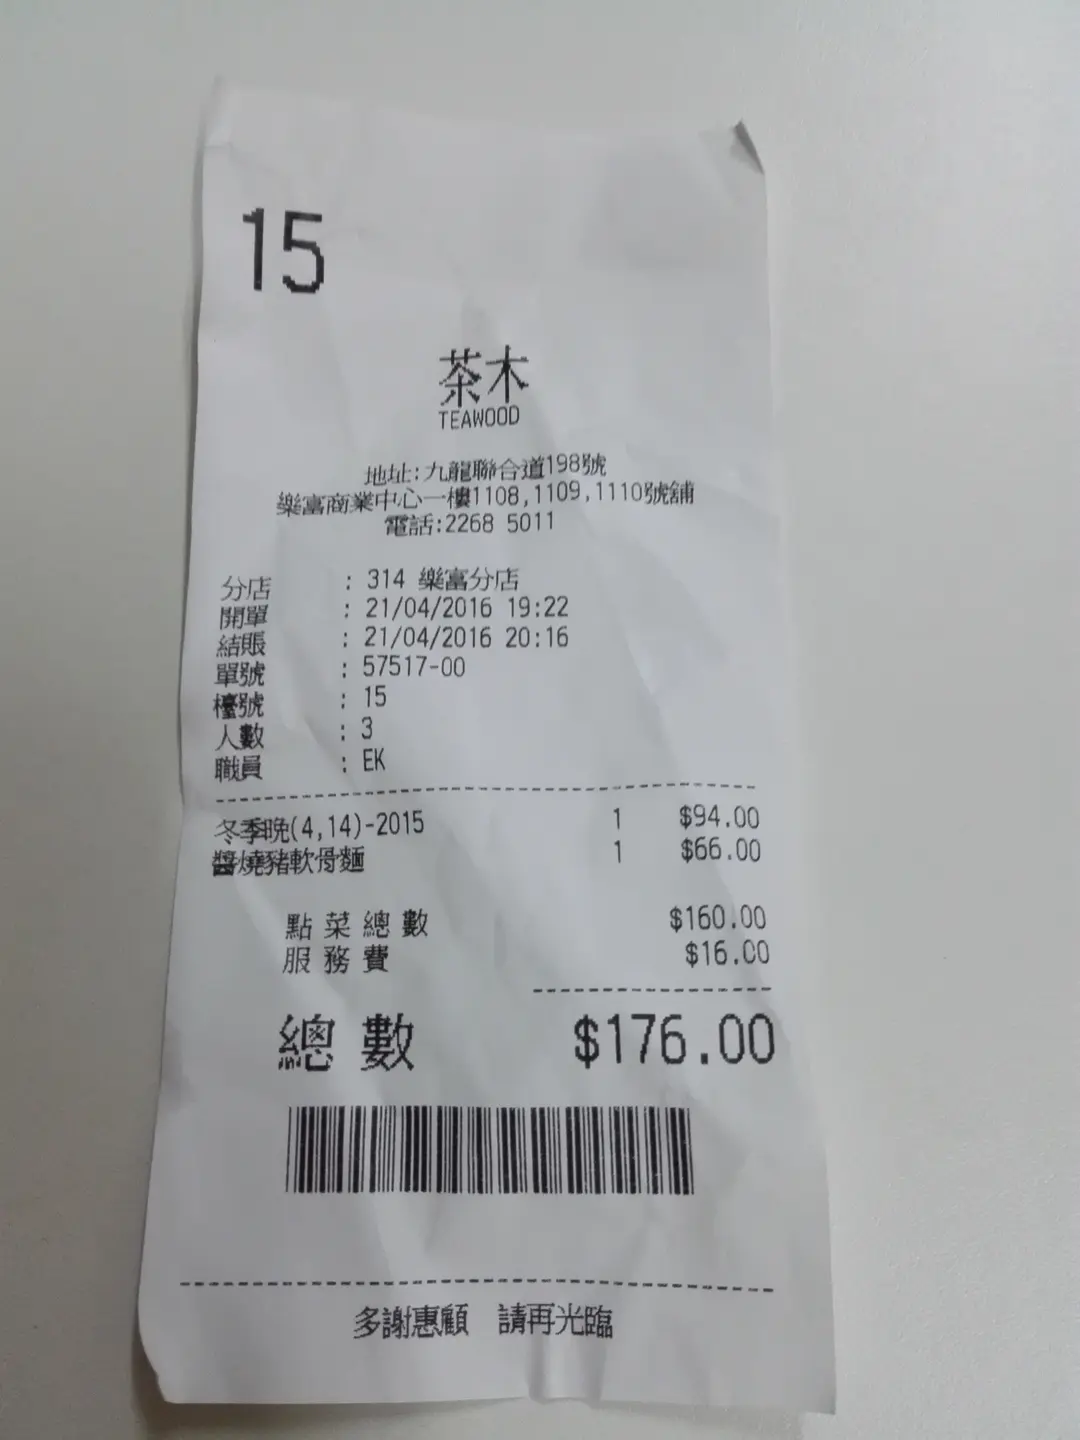 15
茶木
TEAWOOD
地址:九龍聯合道198號
樂富商業中心一樓1108,1109,1110號舖
電話:2268 5011
分店 : 314 樂富分店
開單 : 21/04/2016 19:22
結賬 : 21/04/2016 20:16
單號 : 57517-00
檯號 : 15
人數 : 3
職員 : EK
冬季晚(4,14)-2015 1 $94.00
醬燒豬軟骨麵 1 $66.00
點菜總數 $160.00
服務費 $16.00
總數 $176.00
多謝惠顧 請再光臨